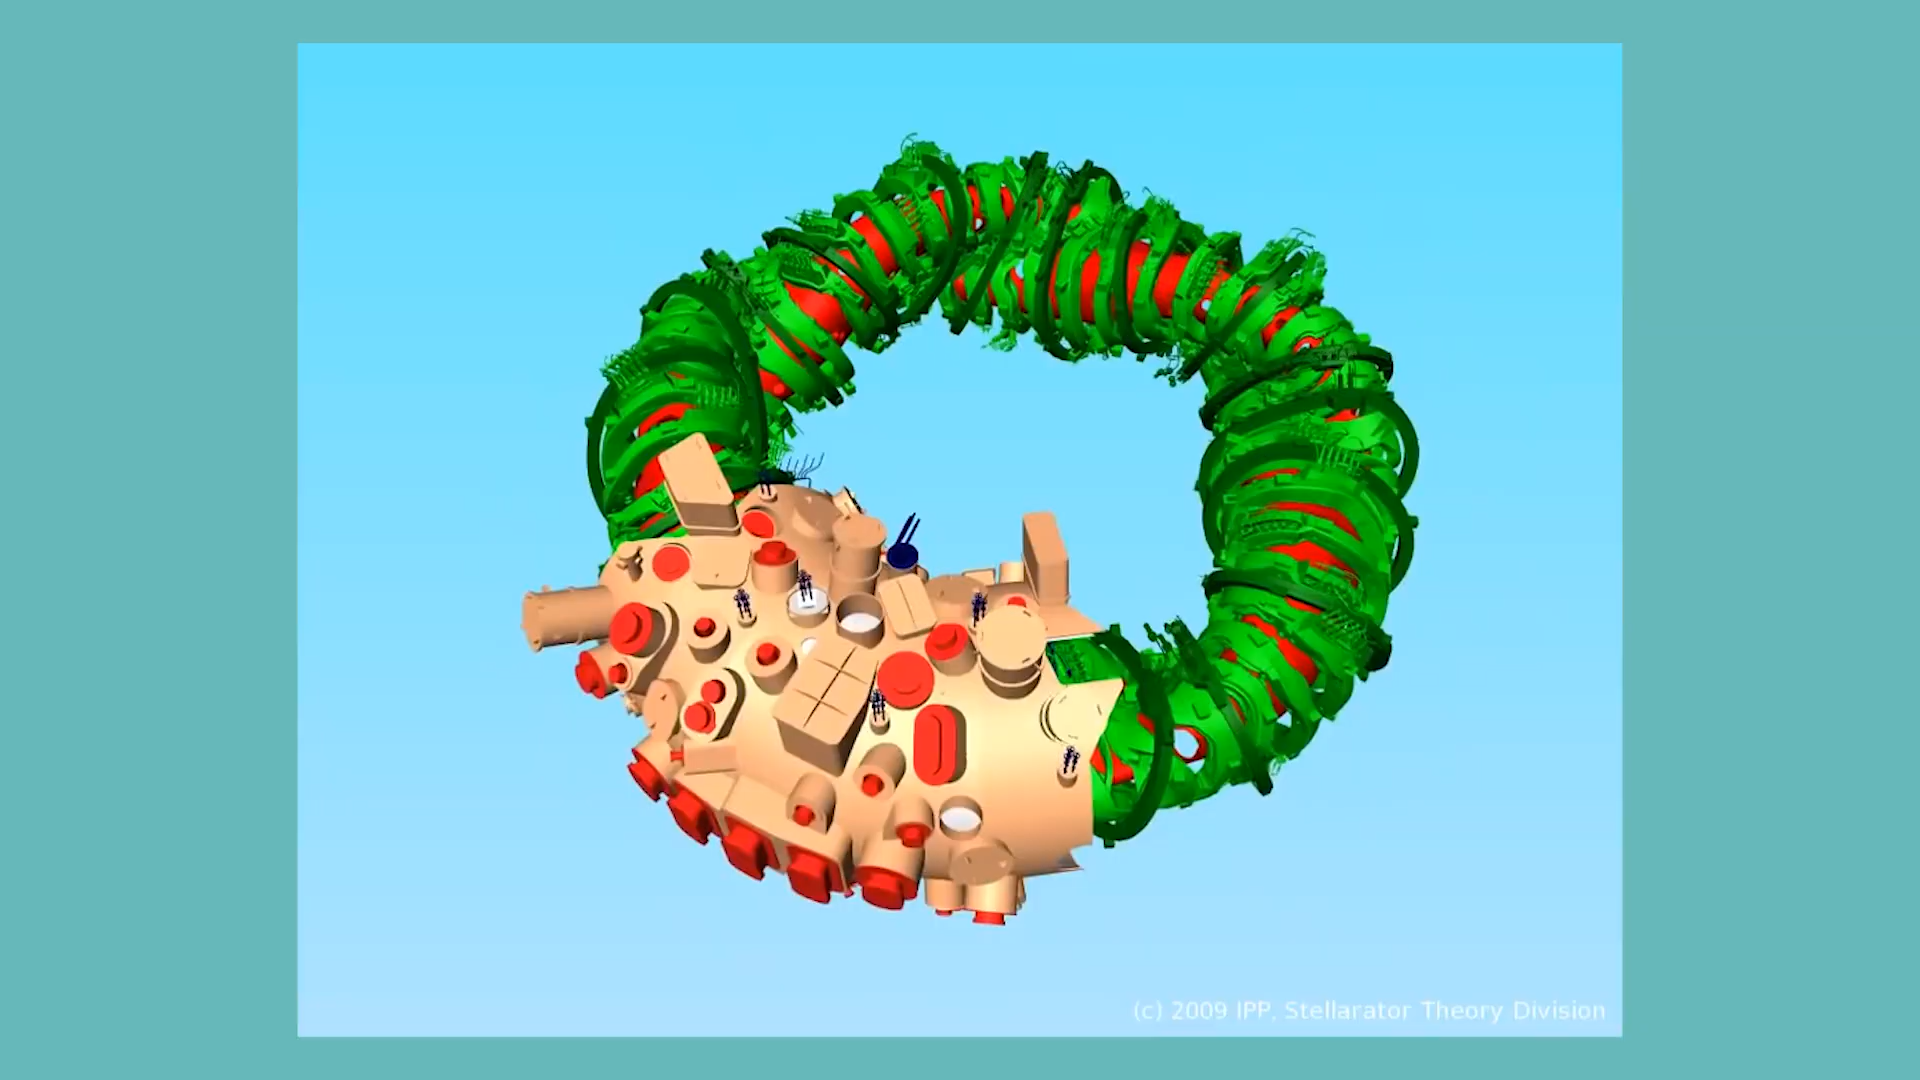 (c) 2009 IPP, Stellarator Theory Division